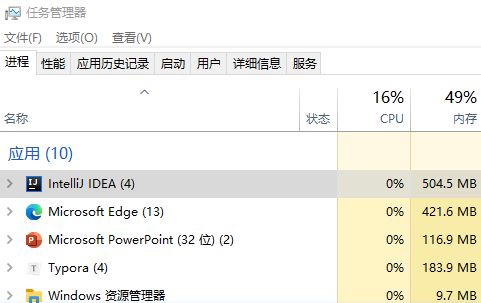 任务管理器
文件(F) 选项(O) 查看(V)
进程 性能 应用历史记录 启动 用户 详细信息 服务
16% 49%
名称 状态 CPU 内存
应用 (10)
IntelliJ IDEA (4) 0% 504.5 MB
Microsoft Edge (13) 0% 421.6 MB
Microsoft PowerPoint (32 位) (2) 0% 116.9 MB
Typora (4) 0% 183.9 MB
Windows 资源管理器 0% 9.7 MB